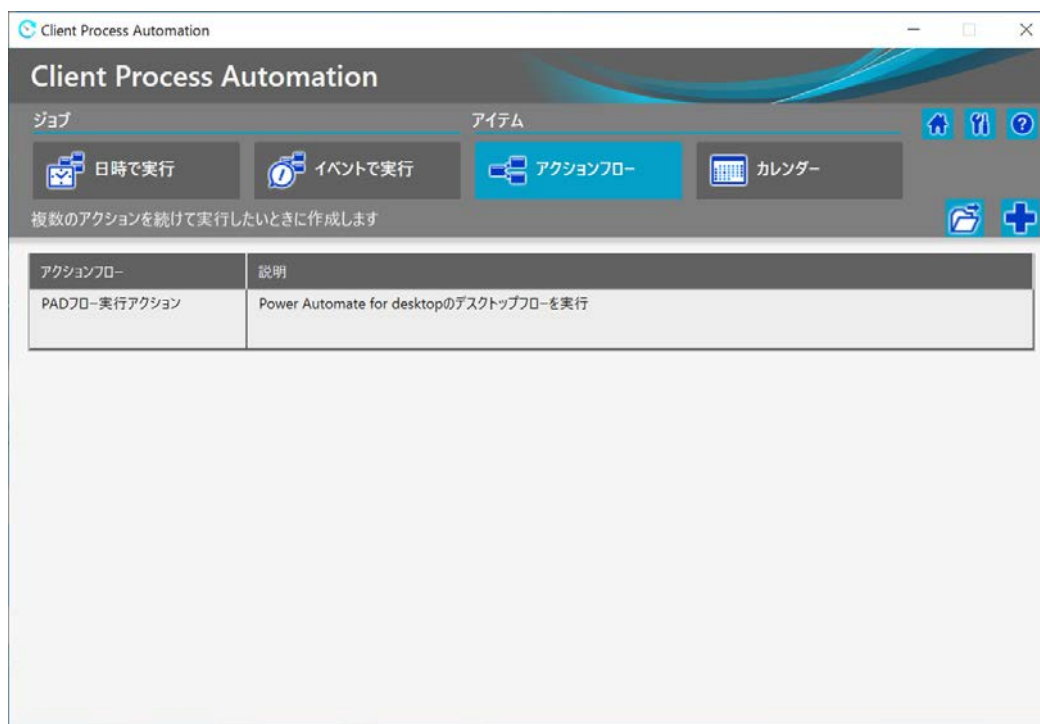 Client Process Automation
Client Process Automation
ジョブ
アイテム
日時で実行
イベントで実行
アクションフロー
カレンダー
複数のアクションを続けて実行したいときに作成します
アクションフロー
説明
PADフロー実行アクション
Power Automate for desktopのデスクトップフローを実行